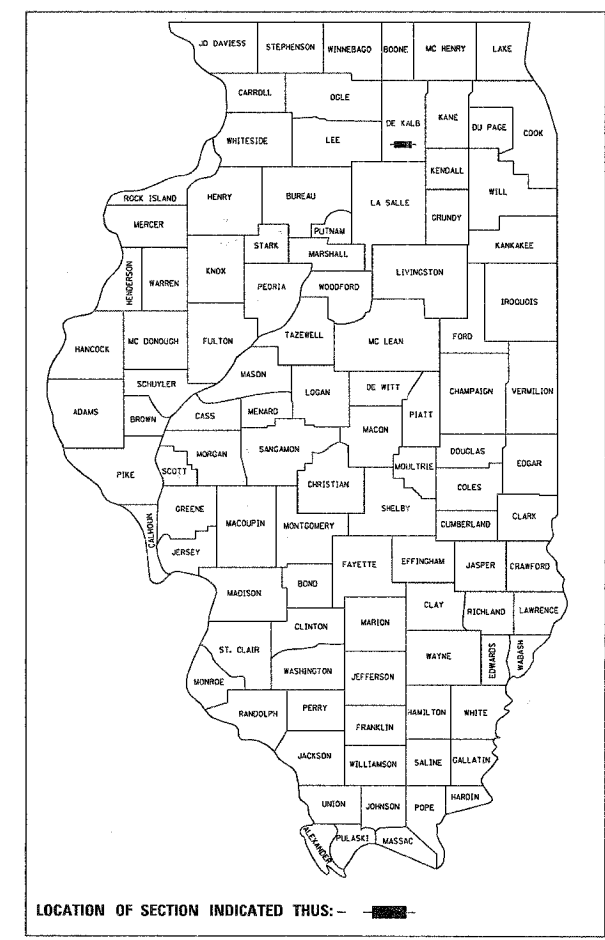 JO DAVIESS
STEPHENSON
WINNEBAGO
BOONE
MC HENRY
LAKE
CARROLL
OGLE
DE KALB
KANE
DU PAGE
COOK
WHITESIDE
LEE
KENDALL
WILL
ROCK ISLAND
HENRY
BUREAU
LA SALLE
GRUNDY
MERCER
PUTNAM
KANKAKEE
HENDERSON
WARREN
KNOX
STARK
MARSHALL
LIVINGSTON
PEORIA
WOODFORD
IROQUOIS
HANCOCK
MC DONOUGH
FULTON
TAZEWELL
MC LEAN
FORD
SCHUYLER
MASON
LOGAN
DE WITT
CHAMPAIGN
VERMILION
ADAMS
BROWN
CASS
MENARD
PIATT
MACON
PIKE
SCOTT
MORGAN
SANGAMON
MOULTRIE
DOUGLAS
EDGAR
CHRISTIAN
COLES
CALHOUN
GREENE
MACOUPIN
MONTGOMERY
SHELBY
CUMBERLAND
CLARK
JERSEY
FAYETTE
EFFINGHAM
JASPER
CRAWFORD
MADISON
BOND
CLAY
RICHLAND
LAWRENCE
CLINTON
MARION
ST. CLAIR
WAYNE
EDWARDS
WABASH
WASHINGTON
JEFFERSON
MONROE
RANDOLPH
PERRY
HAMILTON
WHITE
FRANKLIN
JACKSON
WILLIAMSON
SALINE
GALLATIN
UNION
JOHNSON
POPE
HARDIN
ALEXANDER
PULASKI
MASSAC
LOCATION OF SECTION INDICATED THUS: -